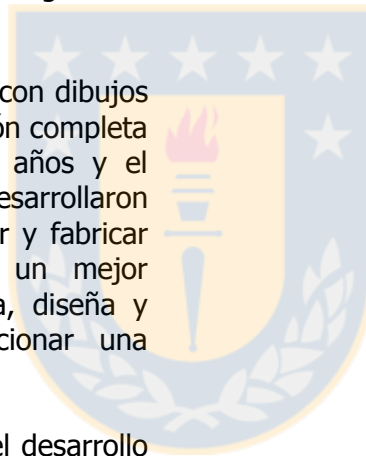 con dibujos
ón completa
años y el
esarrollaron
r y fabricar
un mejor
a, diseña y
cionar una
el desarrollo